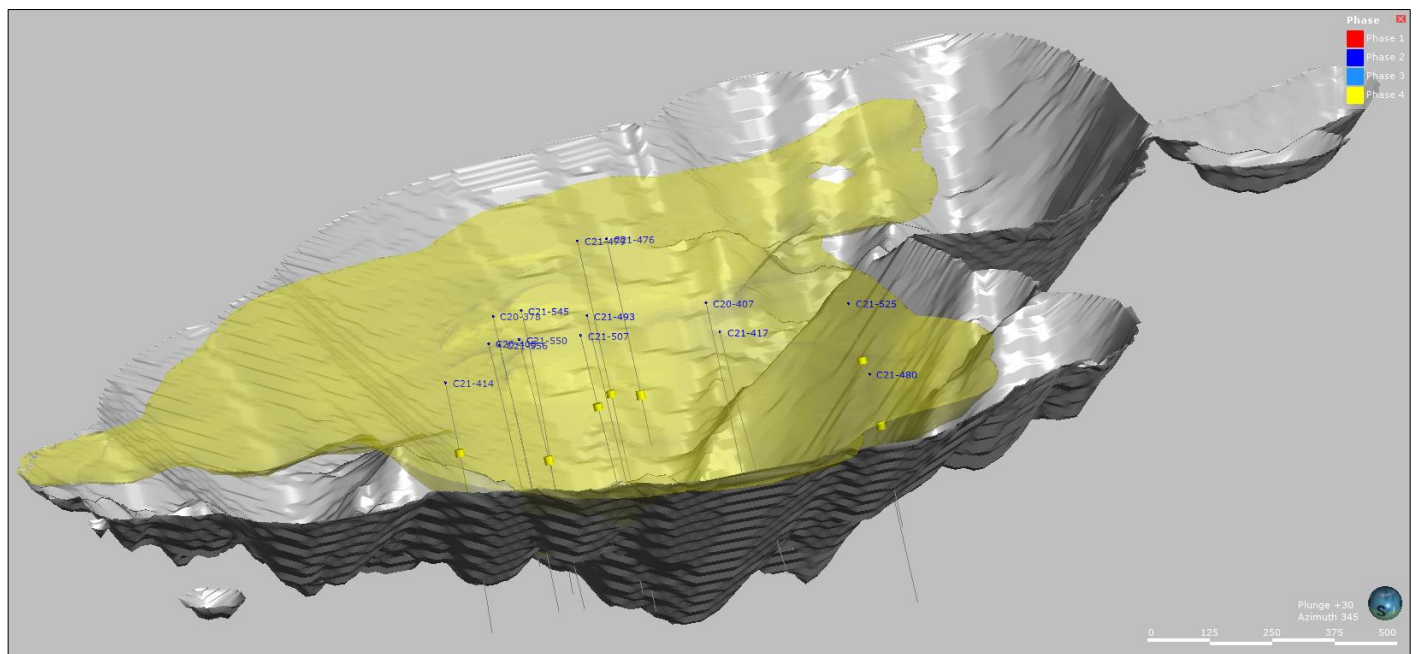 Phase
Phase 1
Phase 2
Phase 3
Phase 4
C21-476
C20-407
C21-525
C21-545
C20-378
C21-493
C21-417
C21-507
C21-550
C21-556
C21-480
C21-414
Plunge +30
Azimuth 345
S
0 125 250 375 500